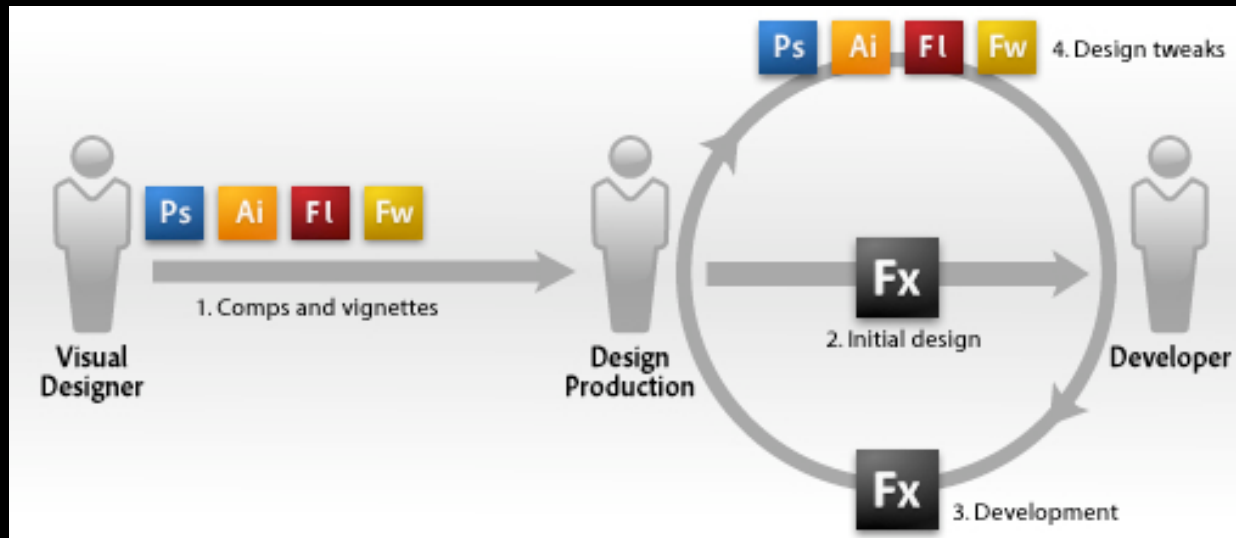 Ps Ai Fl Fw 4. Design tweaks
Ps Ai Fl Fw
1. Comps and vignettes
Fx
2. Initial design
Visual
Designer
Design
Production
Developer
Fx
3. Development